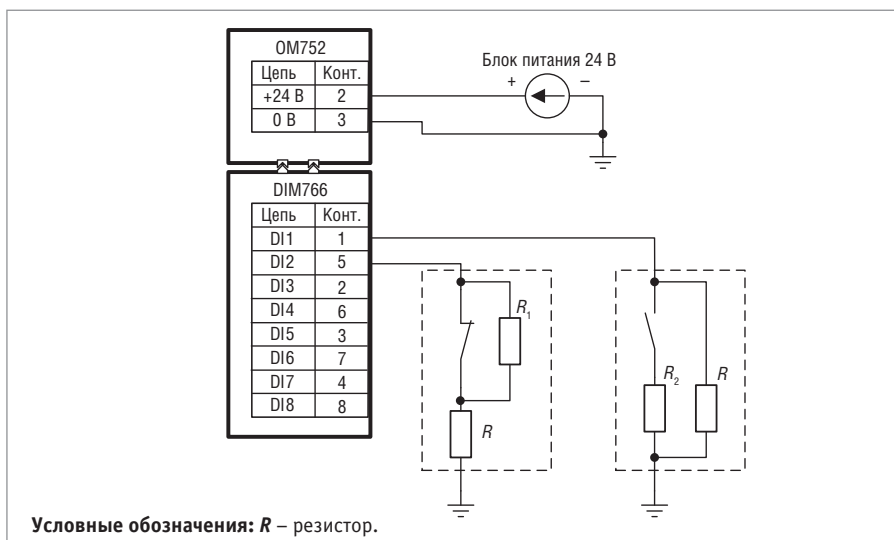 OM752
Цепь Конт.
+24 В 2
0 В 3
Блок питания 24 В
+ –
DIM766
Цепь Конт.
DI1 1
DI2 5
DI3 2
DI4 6
DI5 3
DI6 7
DI7 4
DI8 8
R₁
R
R₂ R
Условные обозначения: R – резистор.